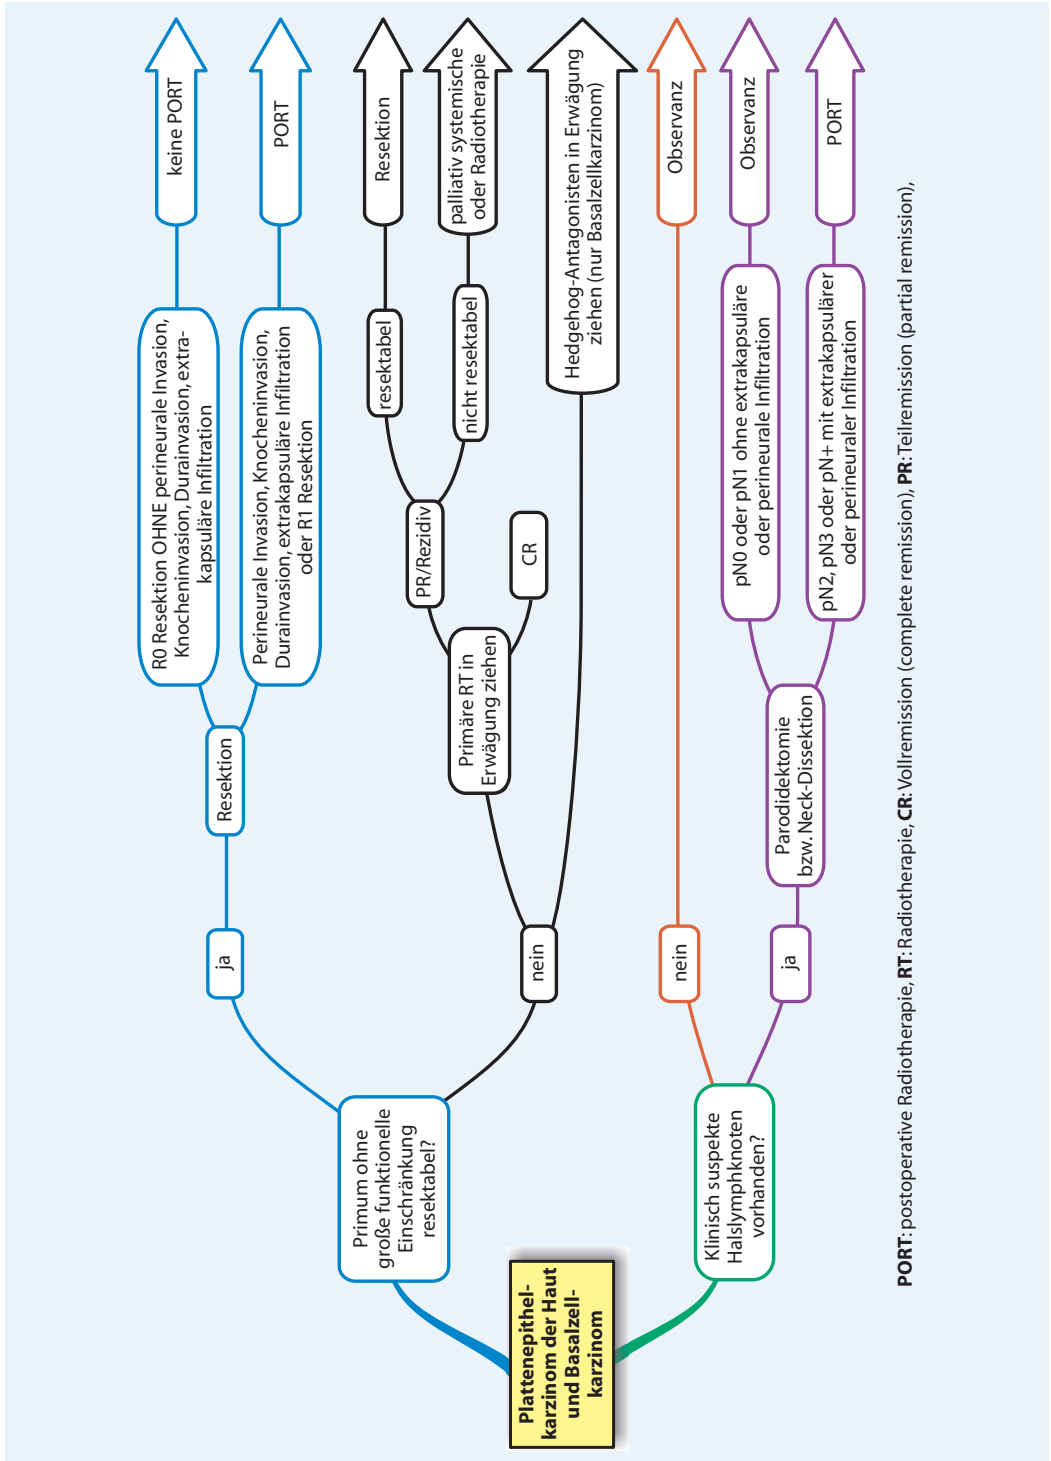 Plattenepithel-
karzinom der Haut
und Basalzell-
karzinom
Primum ohne
große funktionelle
Einschränkung
resektabel?
ja
Resektion
R0 Resektion OHNE perineurale Invasion,
Knocheninvasion, Durainvasion, extra-
kapsuläre Infiltration
keine PORT
Perineurale Invasion, Knocheninvasion,
Durainvasion, extrakapsuläre Infiltration
oder R1 Resektion
PORT
nein
Primäre RT in
Erwägung ziehen
PR/Rezidiv
resektabel
Resektion
nicht resektabel
palliativ systemische
oder Radiotherapie
CR
Hedgehog-Antagonisten in Erwägung
ziehen (nur Basalzellkarzinom)
Klinisch suspekte
Halslymphknoten
vorhanden?
nein
Observanz
ja
Parodidektomie
bzw. Neck-Dissektion
pN0 oder pN1 ohne extrakapsuläre
oder perineurale Infiltration
Observanz
pN2, pN3 oder pN+ mit extrakapsulärer
oder perineuraler Infiltration
PORT
PORT: postoperative Radiotherapie, RT: Radiotherapie, CR: Vollremission (complete remission), PR: Teilremission (partial remission),